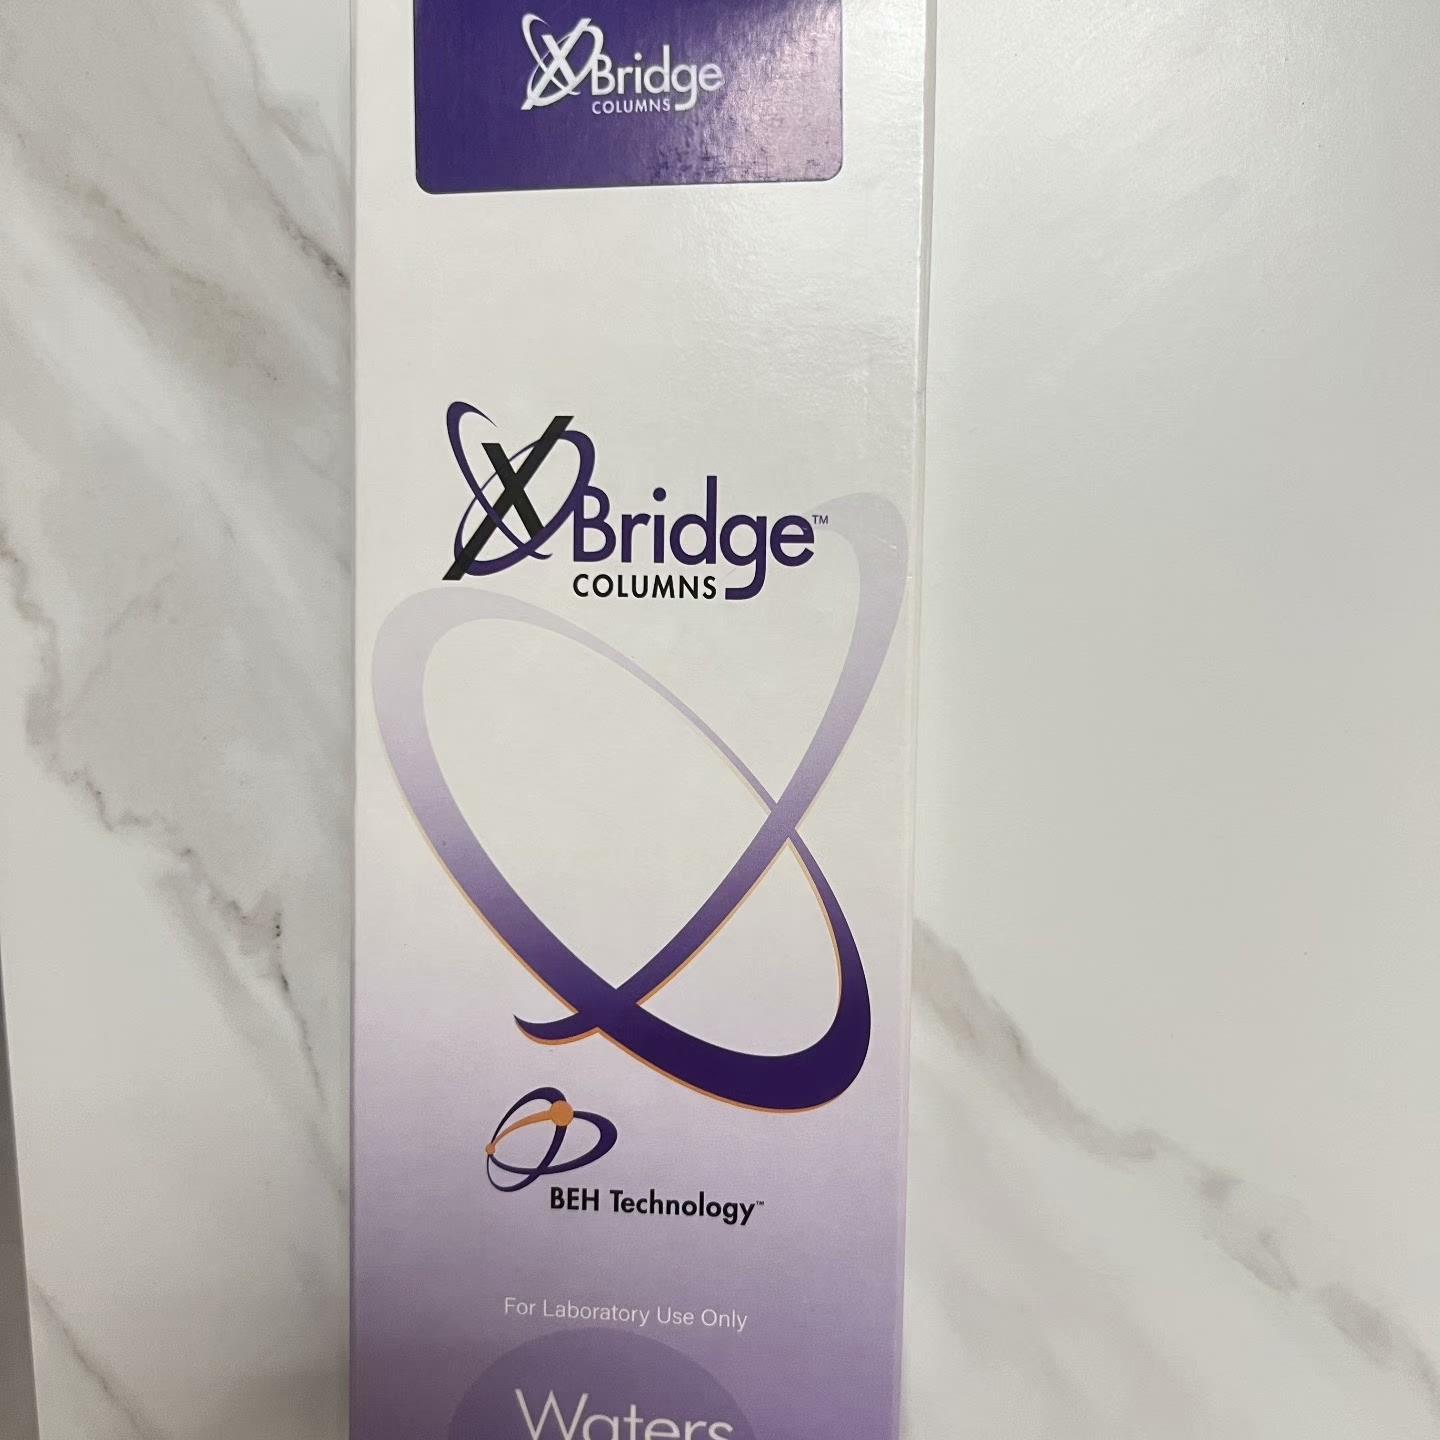 XBridge
COLUMNS
XBridge™
COLUMNS
BEH Technology™
For Laboratory Use Only
Waters